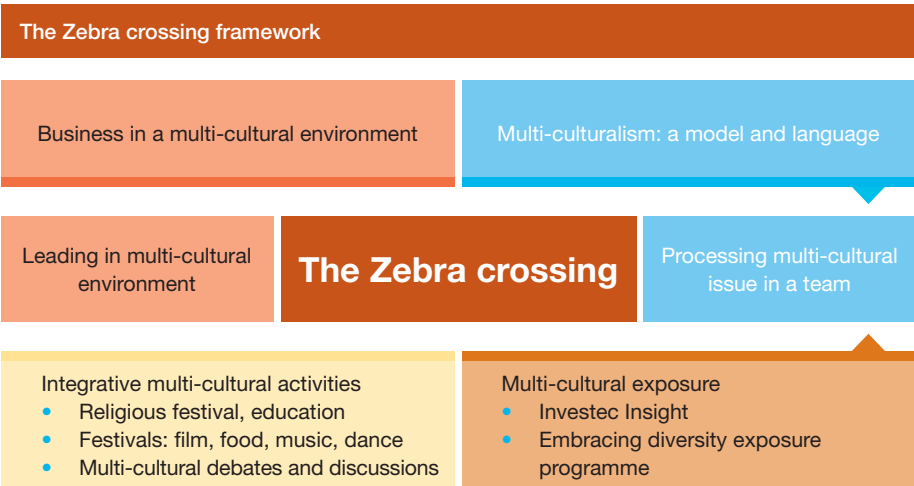 The Zebra crossing framework
Business in a multi-cultural environment
Multi-culturalism: a model and language
Leading in multi-cultural
environment
The Zebra crossing
Processing multi-cultural
issue in a team
Integrative multi-cultural activities
• Religious festival, education
• Festivals: film, food, music, dance
• Multi-cultural debates and discussions
Multi-cultural exposure
• Investec Insight
• Embracing diversity exposure
programme